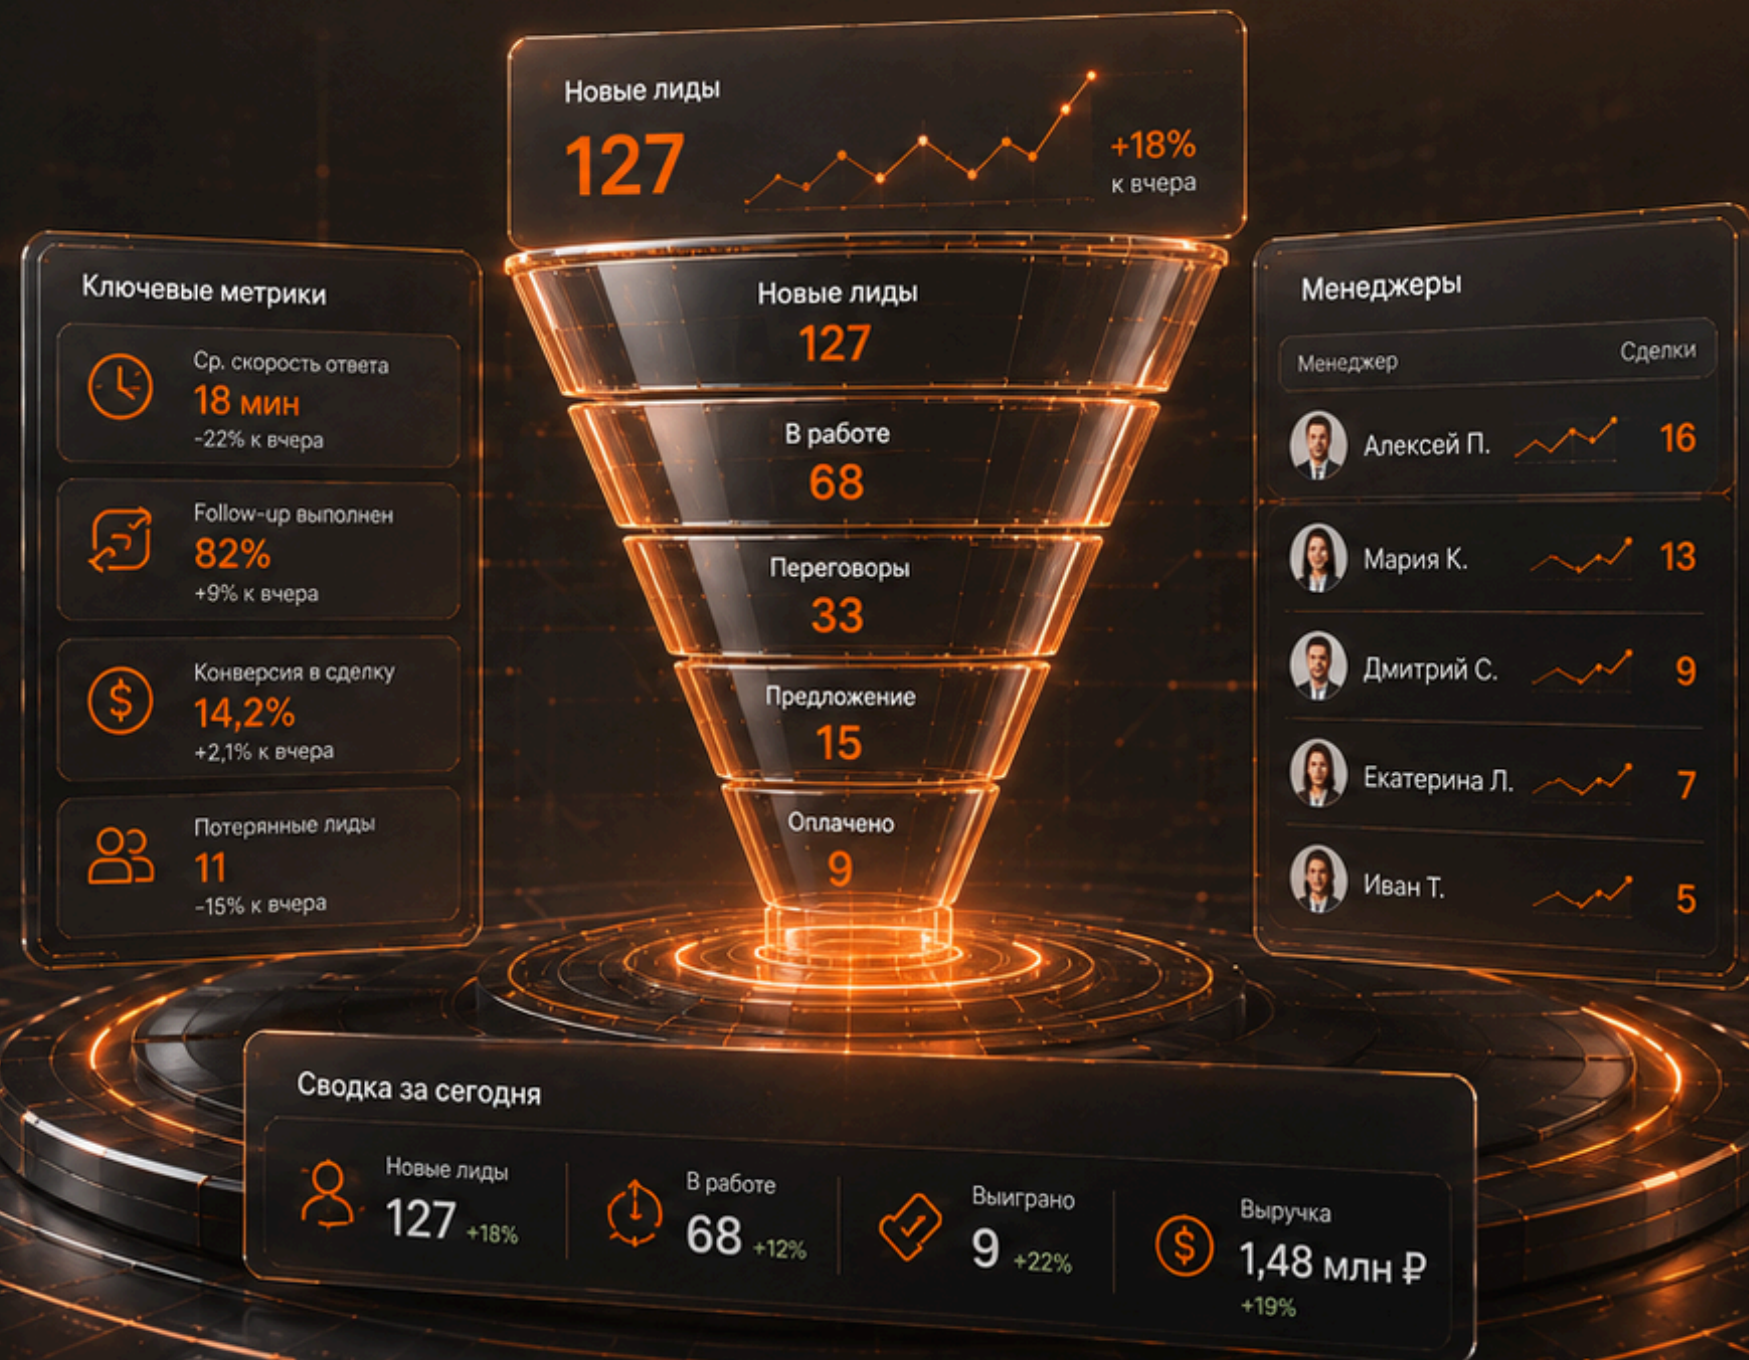 Новые лиды
127
+18%
к вчера
Ключевые метрики
Ср. скорость ответа
18 мин
-22% к вчера
Follow-up выполнен
82%
+9% к вчера
Конверсия в сделку
14,2%
+2,1% к вчера
Потерянные лиды
11
-15% к вчера
Новые лиды
127
В работе
68
Переговоры
33
Предложение
15
Оплачено
9
Менеджеры
Менеджер Сделки
Алексей П. 16
Мария К. 13
Дмитрий С. 9
Екатерина Л. 7
Иван Т. 5
Сводка за сегодня
Новые лиды
127 +18%
В работе
68 +12%
Выиграно
9 +22%
Выручка
1,48 млн ₽
+19%